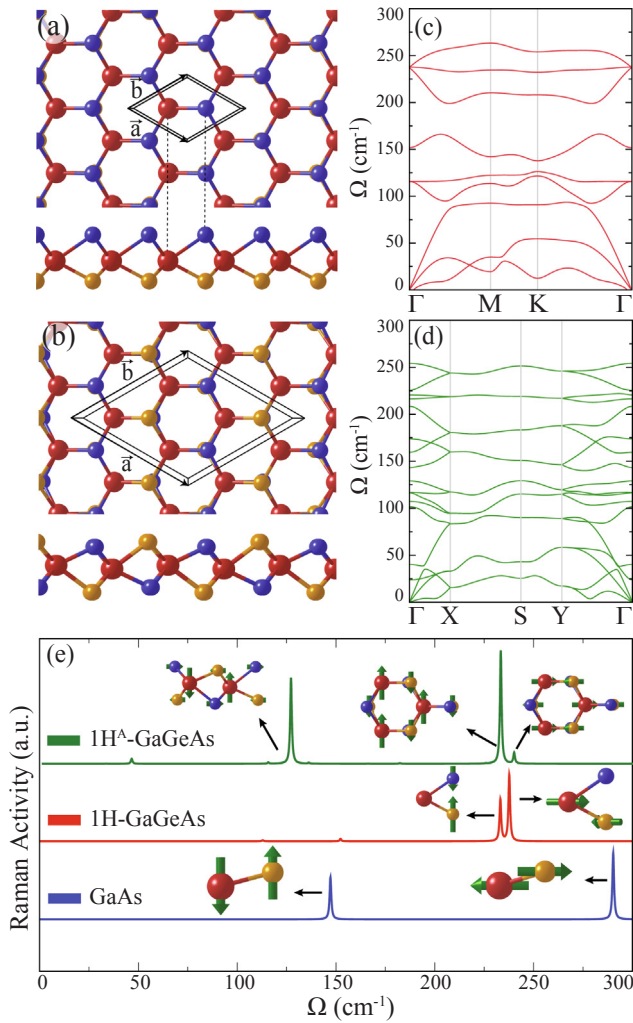 (a)
b
a
(b)
b
a
(c)
300
250
200
150
100
50
0
Ω (cm⁻¹)
Γ M K Γ
(d)
300
250
200
150
100
50
0
Ω (cm⁻¹)
Γ X S Y Γ
(e)
Raman Activity (a.u.)
1Hᴬ-GaGeAs
1H-GaGeAs
GaAs
0 50 100 150 200 250 300
Ω (cm⁻¹)